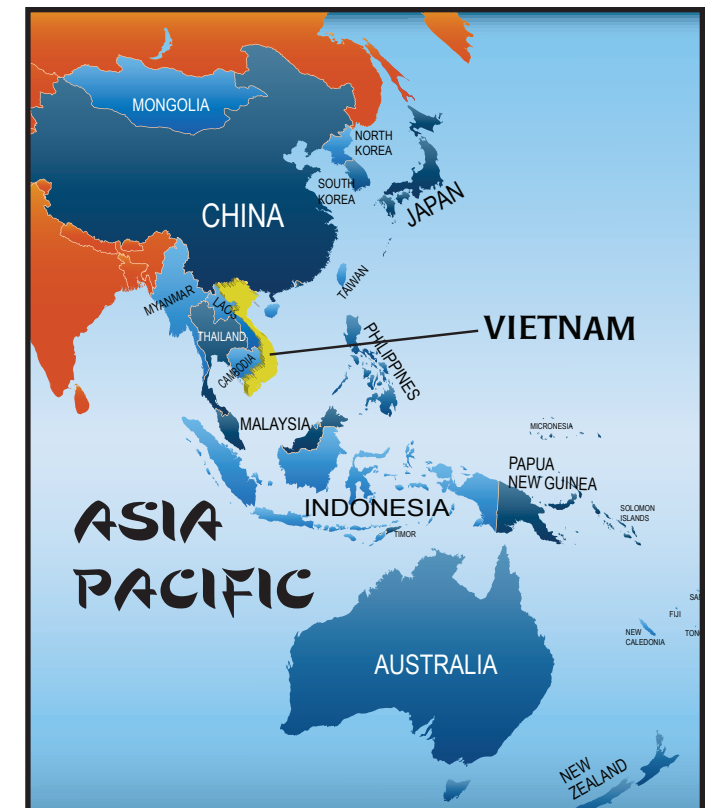 MONGOLIA
NORTH
KOREA
SOUTH
KOREA
JAPAN
CHINA
TAIWAN
MYANMAR
LAOS
THAILAND
CAMBODIA
VIETNAM
PHILIPPINES
MALAYSIA
MICRONESIA
PAPUA
NEW GUINEA
INDONESIA
SOLOMON
ISLANDS
TIMOR
ASIA
PACIFIC
FIJI
NEW
CALEDONIA
AUSTRALIA
NEW
ZEALAND